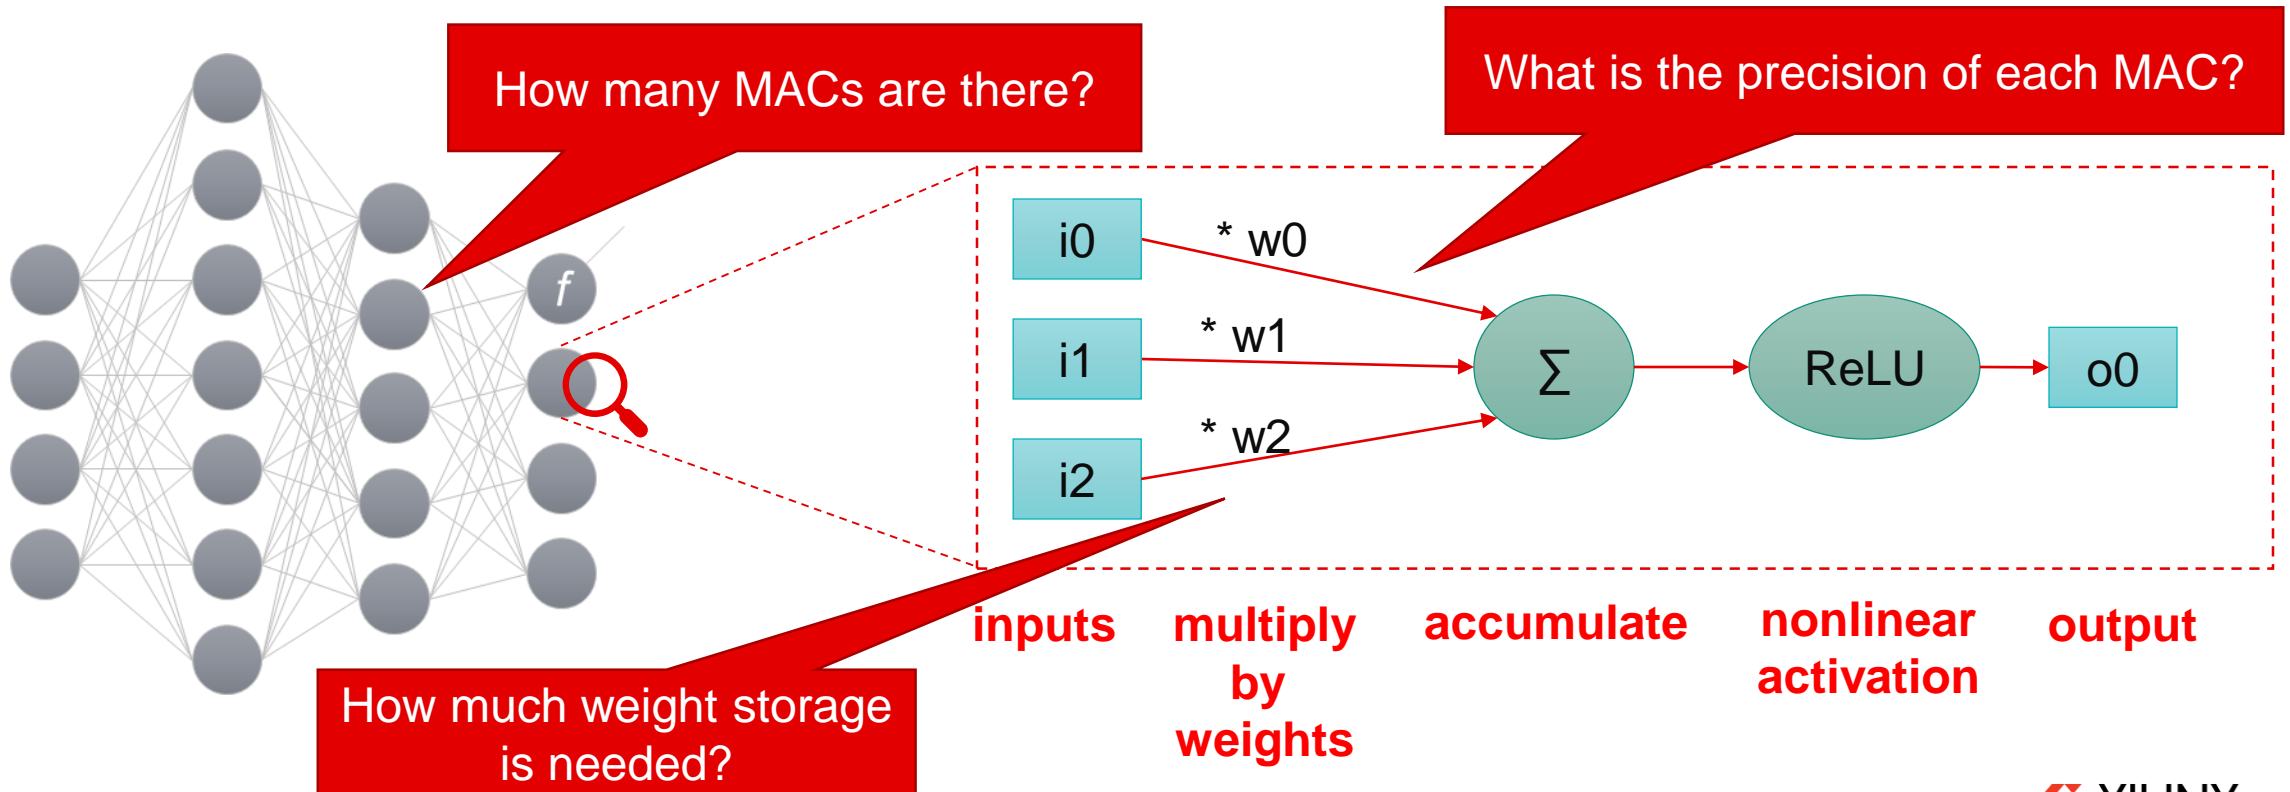 How many MACs are there?
What is the precision of each MAC?
f
i0
* w0
i1
* w1
i2
* w2
∑
ReLU
o0
inputs
multiply
by
weights
accumulate
nonlinear
activation
output
How much weight storage
is needed?